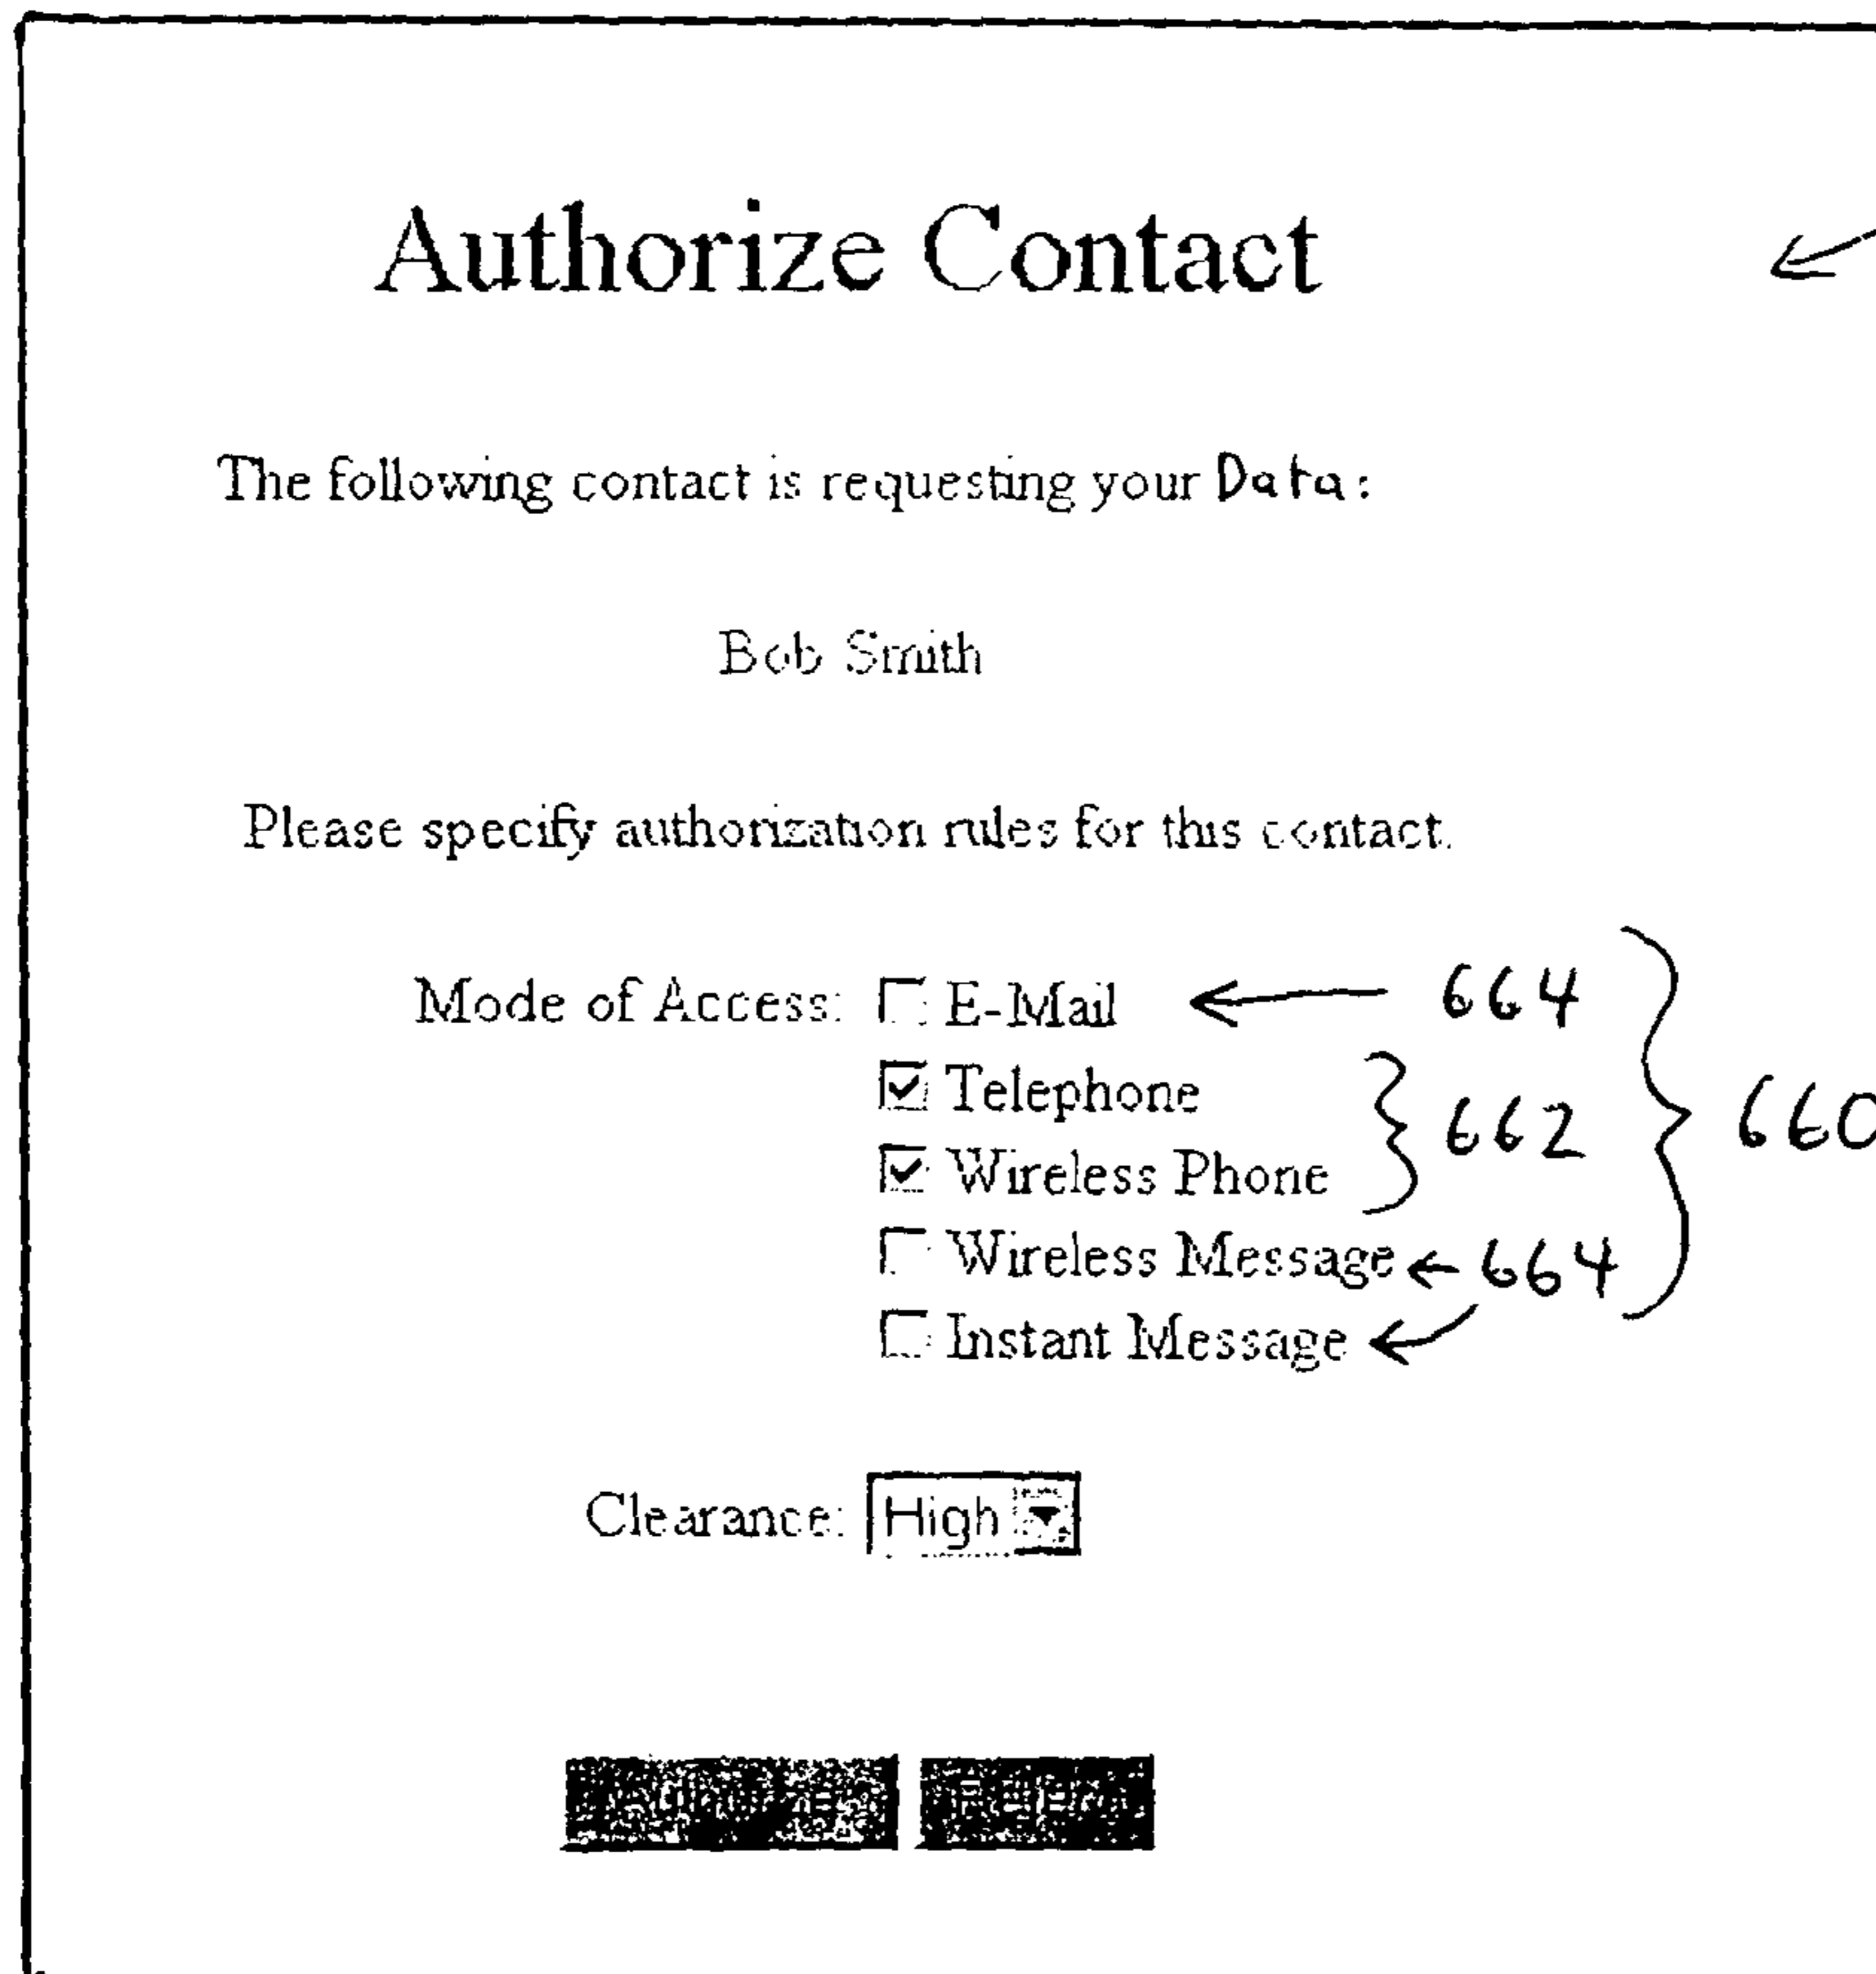 Authorize Contact
The following contact is requesting your Data:
Bob Smith
Please specify authorization rules for this contact.
Mode of Access: E-Mail 664
Telephone
662 660
Wireless Phone
Wireless Message 664
Instant Message
Clearance: High